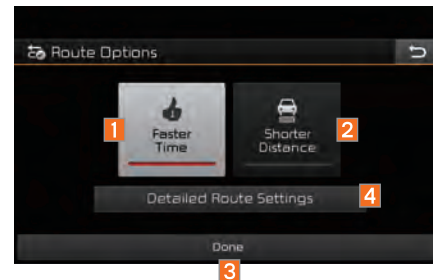 Route Options
1
Faster
Time
Shorter
Distance
2
Detailed Route Settings
4
Done
3